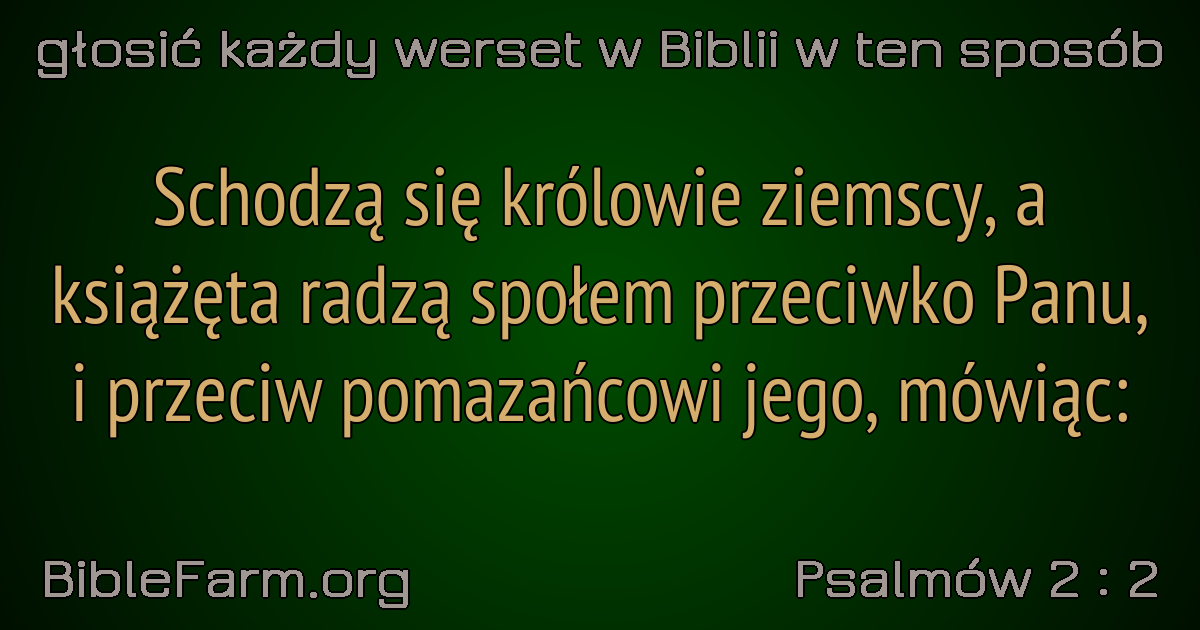 głosić każdy werset w Biblii w ten sposób
Schodzą się królowie ziemscy, a
książęta radzą społem przeciwko Panu,
i przeciw pomazańcowi jego, mówiąc:
BibleFarm.org
Psalmów 2 : 2